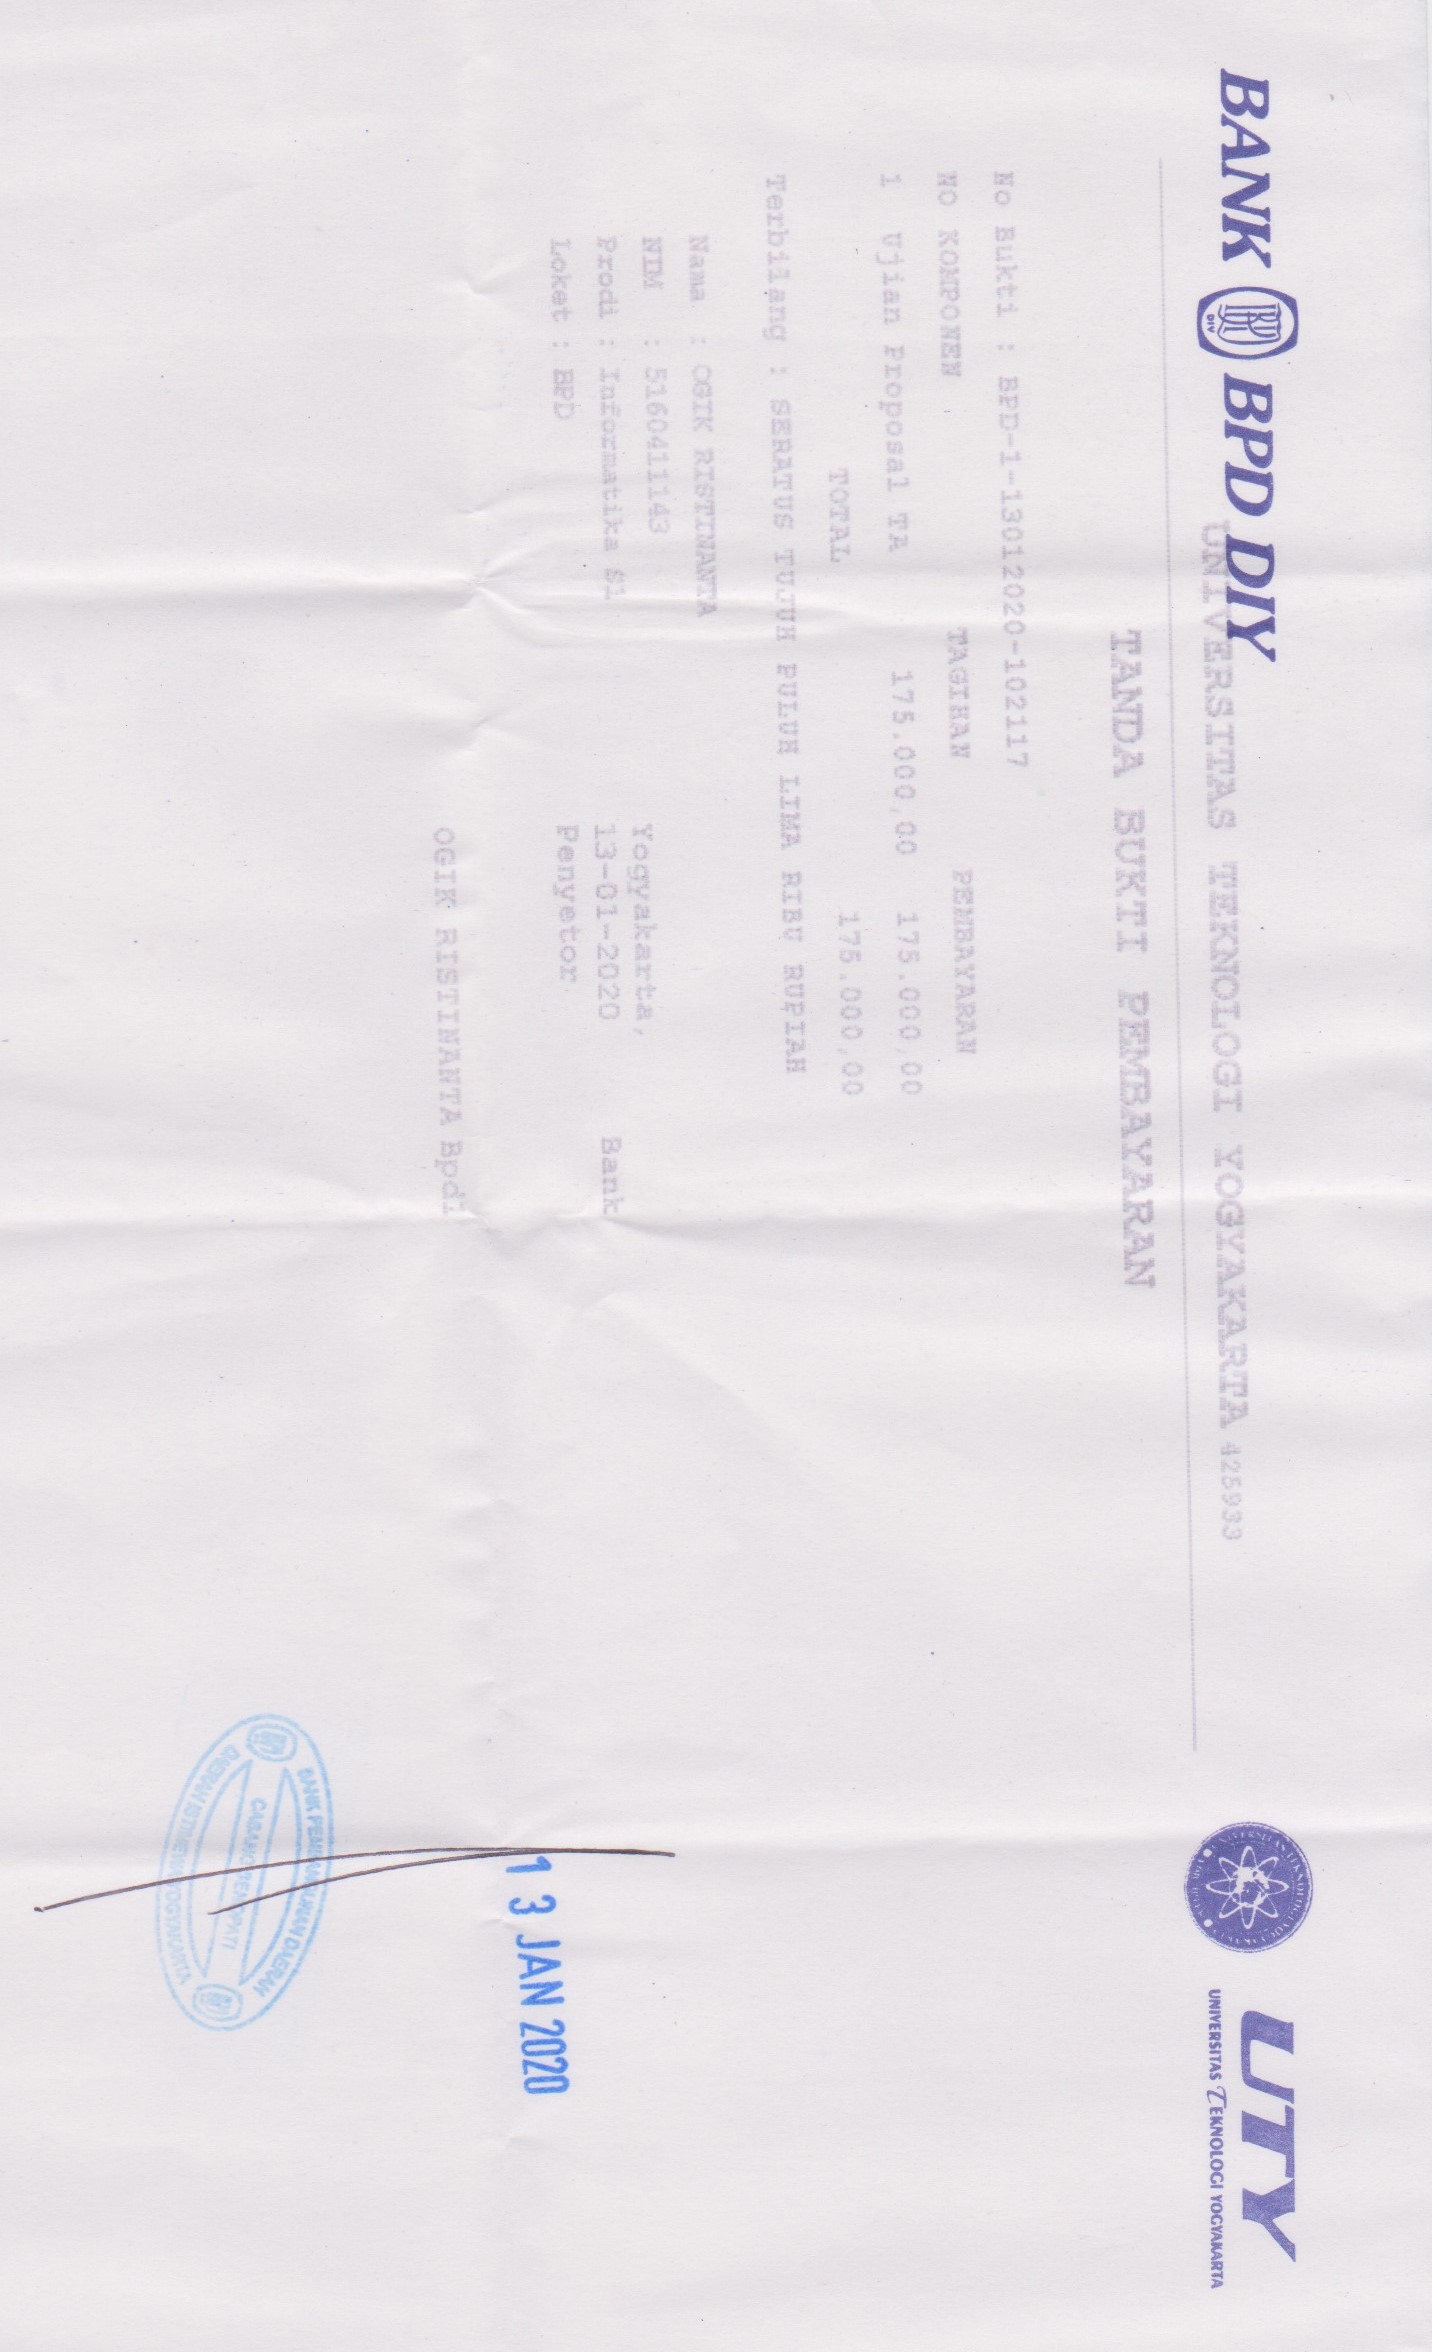 BANK BPD DIY
UTY
UNIVERSITAS TEKNOLOGI YOGYAKARTA
UNIVERSITAS TEKNOLOGI YOGYAKARTA 425933
TANDA BUKTI PEMBAYARAN
No Bukti : BPD-1-13012020-102117
NO KOMPONEN TAGIHAN PEMBAYARAN
1 Ujian Proposal TA 175.000,00 175.000,00
TOTAL 175.000,00
Terbilang : SERATUS TUJUH PULUH LIMA RIBU RUPIAH
Nama : OGIK RISTINANTA
NIM : 5160411143
Prodi : Informatika S1
Loket : BPD
Yogyakarta,
13-01-2020 Bank
Penyetor
OGIK RISTINANTA Bpd1
13 JAN 2020
BANK PEMBANGUNAN DAERAH
CABANG SENOPATI
DAERAH ISTIMEWA YOGYAKARTA